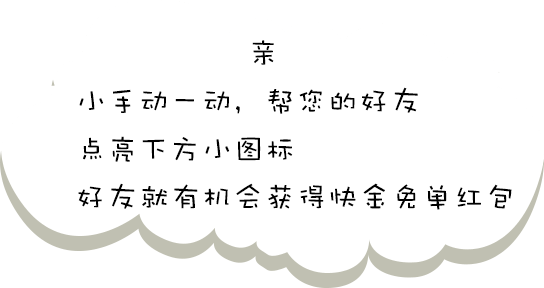 亲
小手动一动，帮您的好友
点亮下方小图标
好友就有机会获得快金免单红包